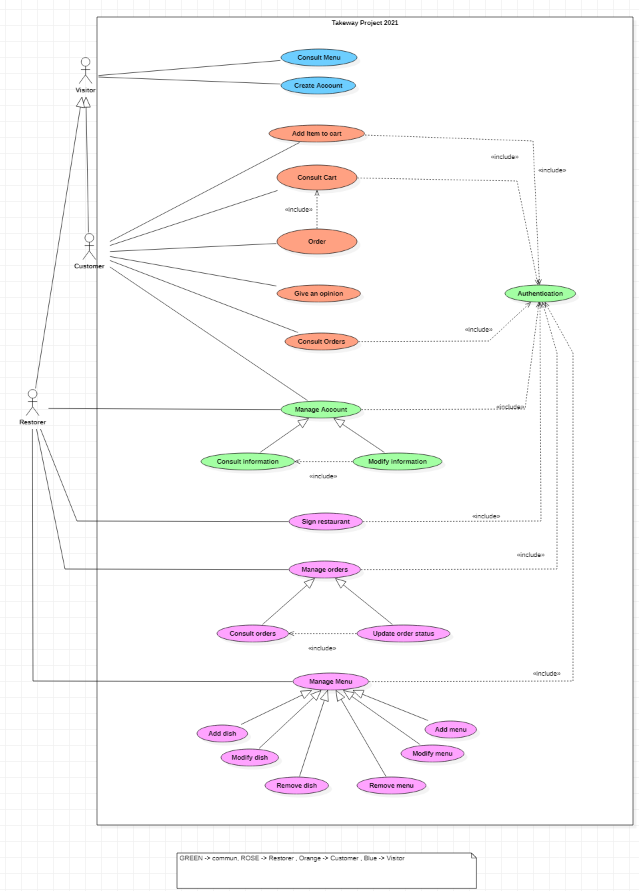 Takeway Project 2021
Consult Menu
Visitor
Create Account
Add Item to cart
«include»
«include»
Consult Cart
«include»
Order
Customer
Give an opinion
Authentication
«include»
Consult Orders
«include»
Manage Account
Restorer
Consult information
Modify information
«include»
«include»
Sign restaurant
«include»
Manage orders
Consult orders
Update order status
«include»
«include»
Manage Menu
Add dish
Add menu
Modify dish
Modify menu
Remove dish
Remove menu
GREEN -> commun, ROSE -> Restorer , Orange -> Customer , Blue -> Visitor